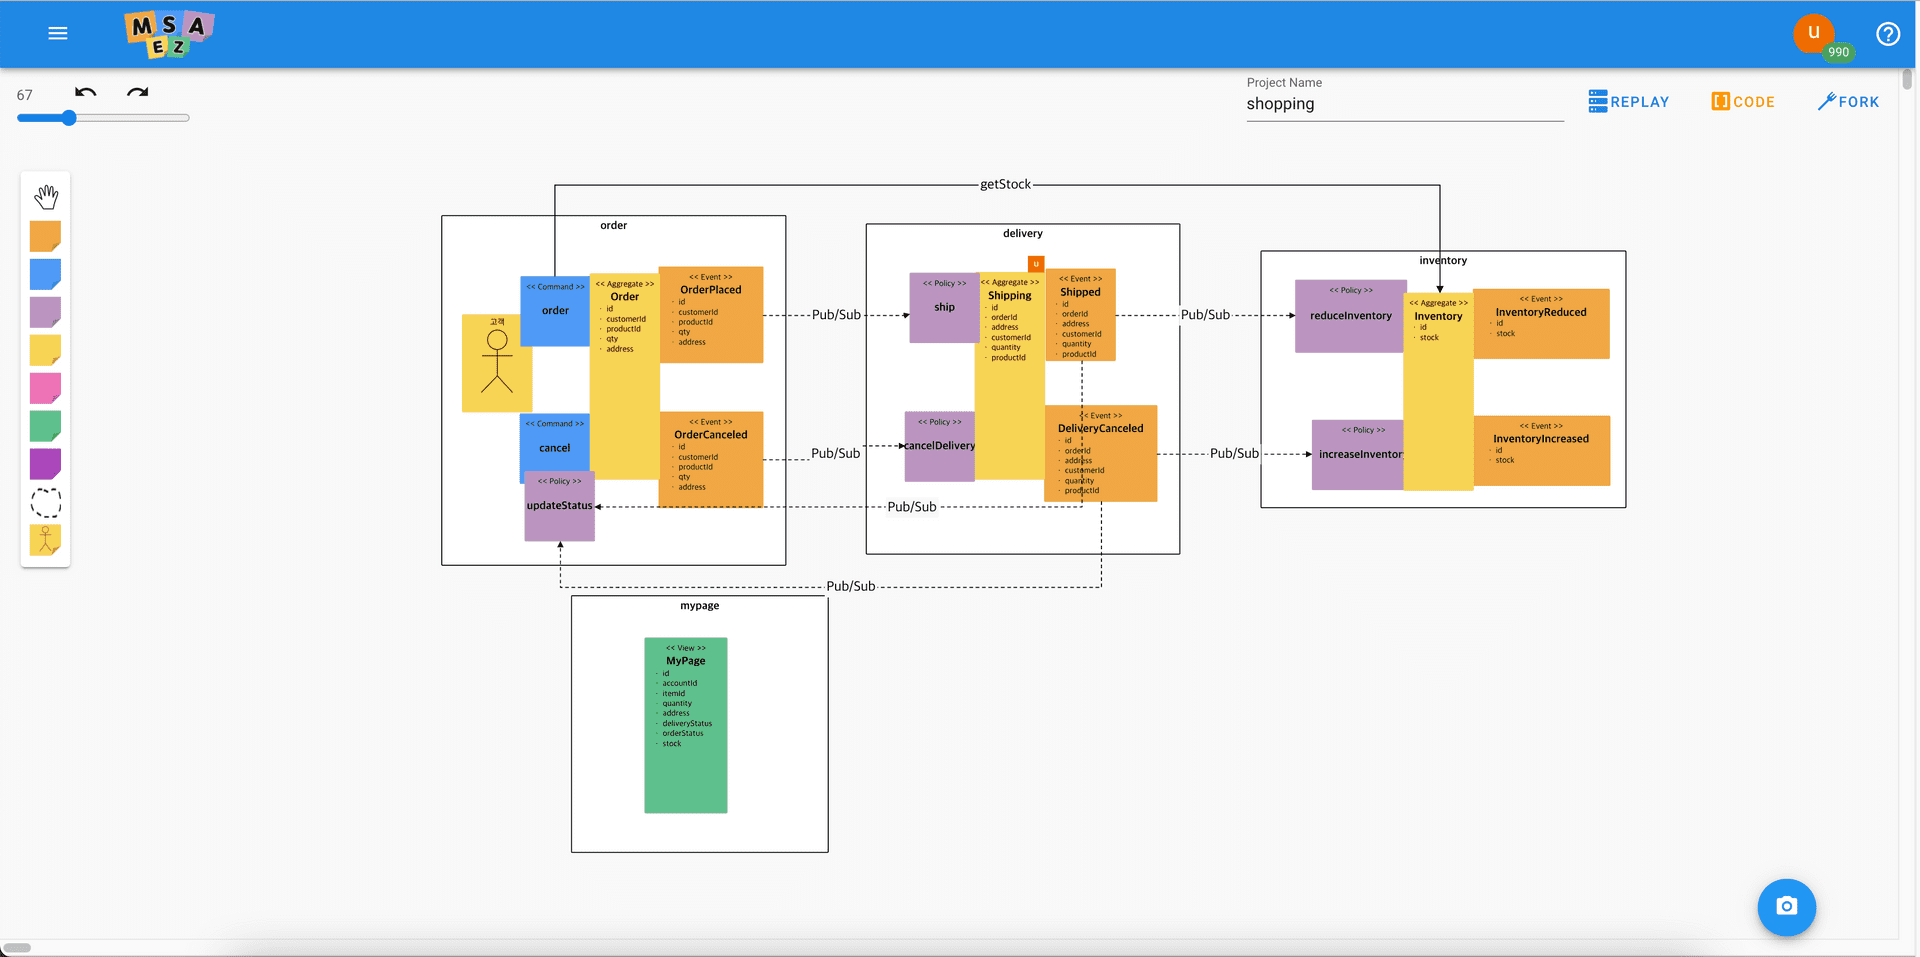 M S A
E Z
u
990
67
Project Name
shopping
REPLAY
CODE
FORK
getStock
order
<< Command >>
order
<< Aggregate >>
Order
· id
· customerId
· productId
· qty
· address
<< Event >>
OrderPlaced
· id
· customerId
· productId
· qty
· address
고객
<< Command >>
cancel
<< Event >>
OrderCanceled
· id
· customerId
· productId
· qty
· address
<< Policy >>
updateStatus
Pub/Sub
Pub/Sub
delivery
u
<< Policy >>
ship
<< Aggregate >>
Shipping
· id
· orderId
· address
· customerId
· quantity
· productId
<< Event >>
Shipped
· id
· orderId
· address
· customerId
· quantity
· productId
<< Policy >>
cancelDelivery
<< Event >>
DeliveryCanceled
· id
· orderId
· address
· customerId
· quantity
· productId
Pub/Sub
Pub/Sub
Pub/Sub
Pub/Sub
inventory
<< Policy >>
reduceInventory
<< Aggregate >>
Inventory
· id
· stock
<< Event >>
InventoryReduced
· id
· stock
<< Policy >>
increaseInventor
<< Event >>
InventoryIncreased
· id
· stock
mypage
<< View >>
MyPage
· id
· accountId
· itemId
· quantity
· address
· deliveryStatus
· orderStatus
· stock